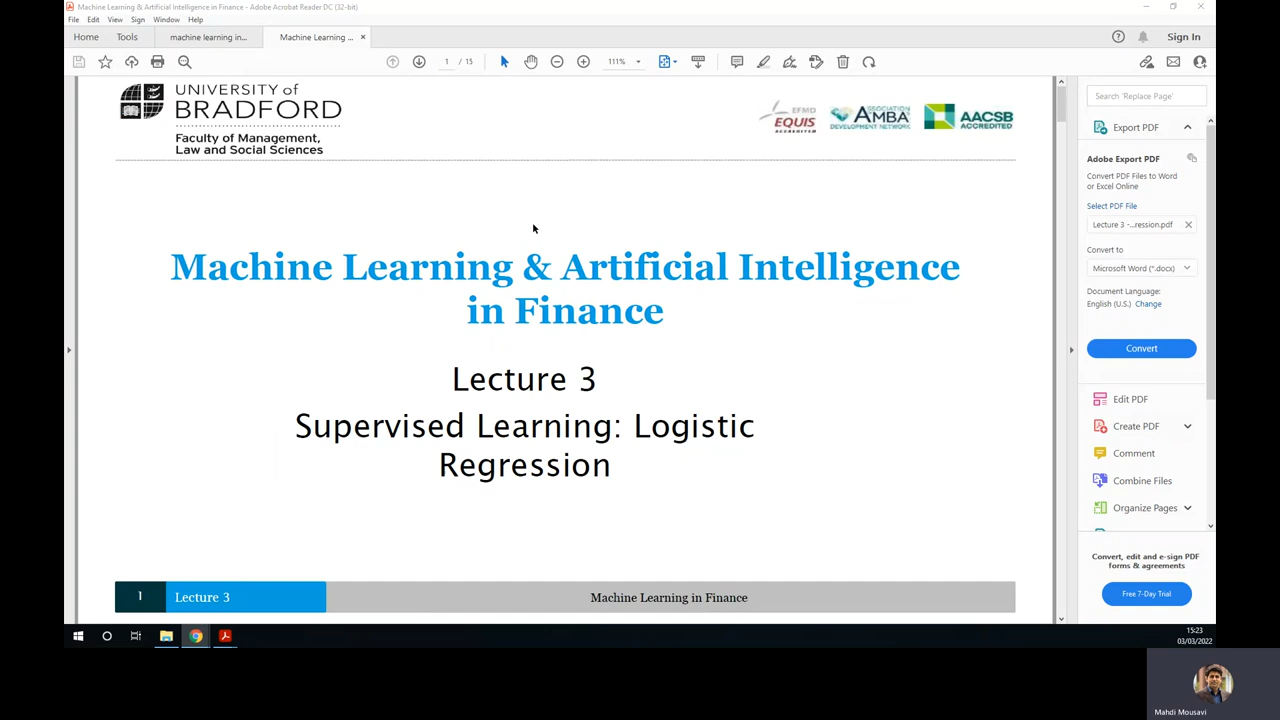 Machine Learning & Artificial Intelligence in Finance - Adobe Acrobat Reader DC (32-bit)
File Edit View Sign Window Help
Home Tools machine learning in... Machine Learning ... × Sign In
1 / 15 111%
UNIVERSITY of
BRADFORD
Faculty of Management,
Law and Social Sciences
EFMD
EQUIS
ACCREDITED
ASSOCIATION
AMBA
DEVELOPMENT NETWORK
AACSB
ACCREDITED
Machine Learning & Artificial Intelligence
in Finance
Lecture 3
Supervised Learning: Logistic
Regression
1 Lecture 3 Machine Learning in Finance
Search 'Replace Page'
Export PDF
Adobe Export PDF
Convert PDF Files to Word
or Excel Online
Select PDF File
Lecture 3 -...ression.pdf
Convert to
Microsoft Word (*.docx)
Document Language:
English (U.S.) Change
Convert
Edit PDF
Create PDF
Comment
Combine Files
Organize Pages
Convert, edit and e-sign PDF
forms & agreements
Free 7-Day Trial
15:23
03/03/2022
Mahdi Mousavi